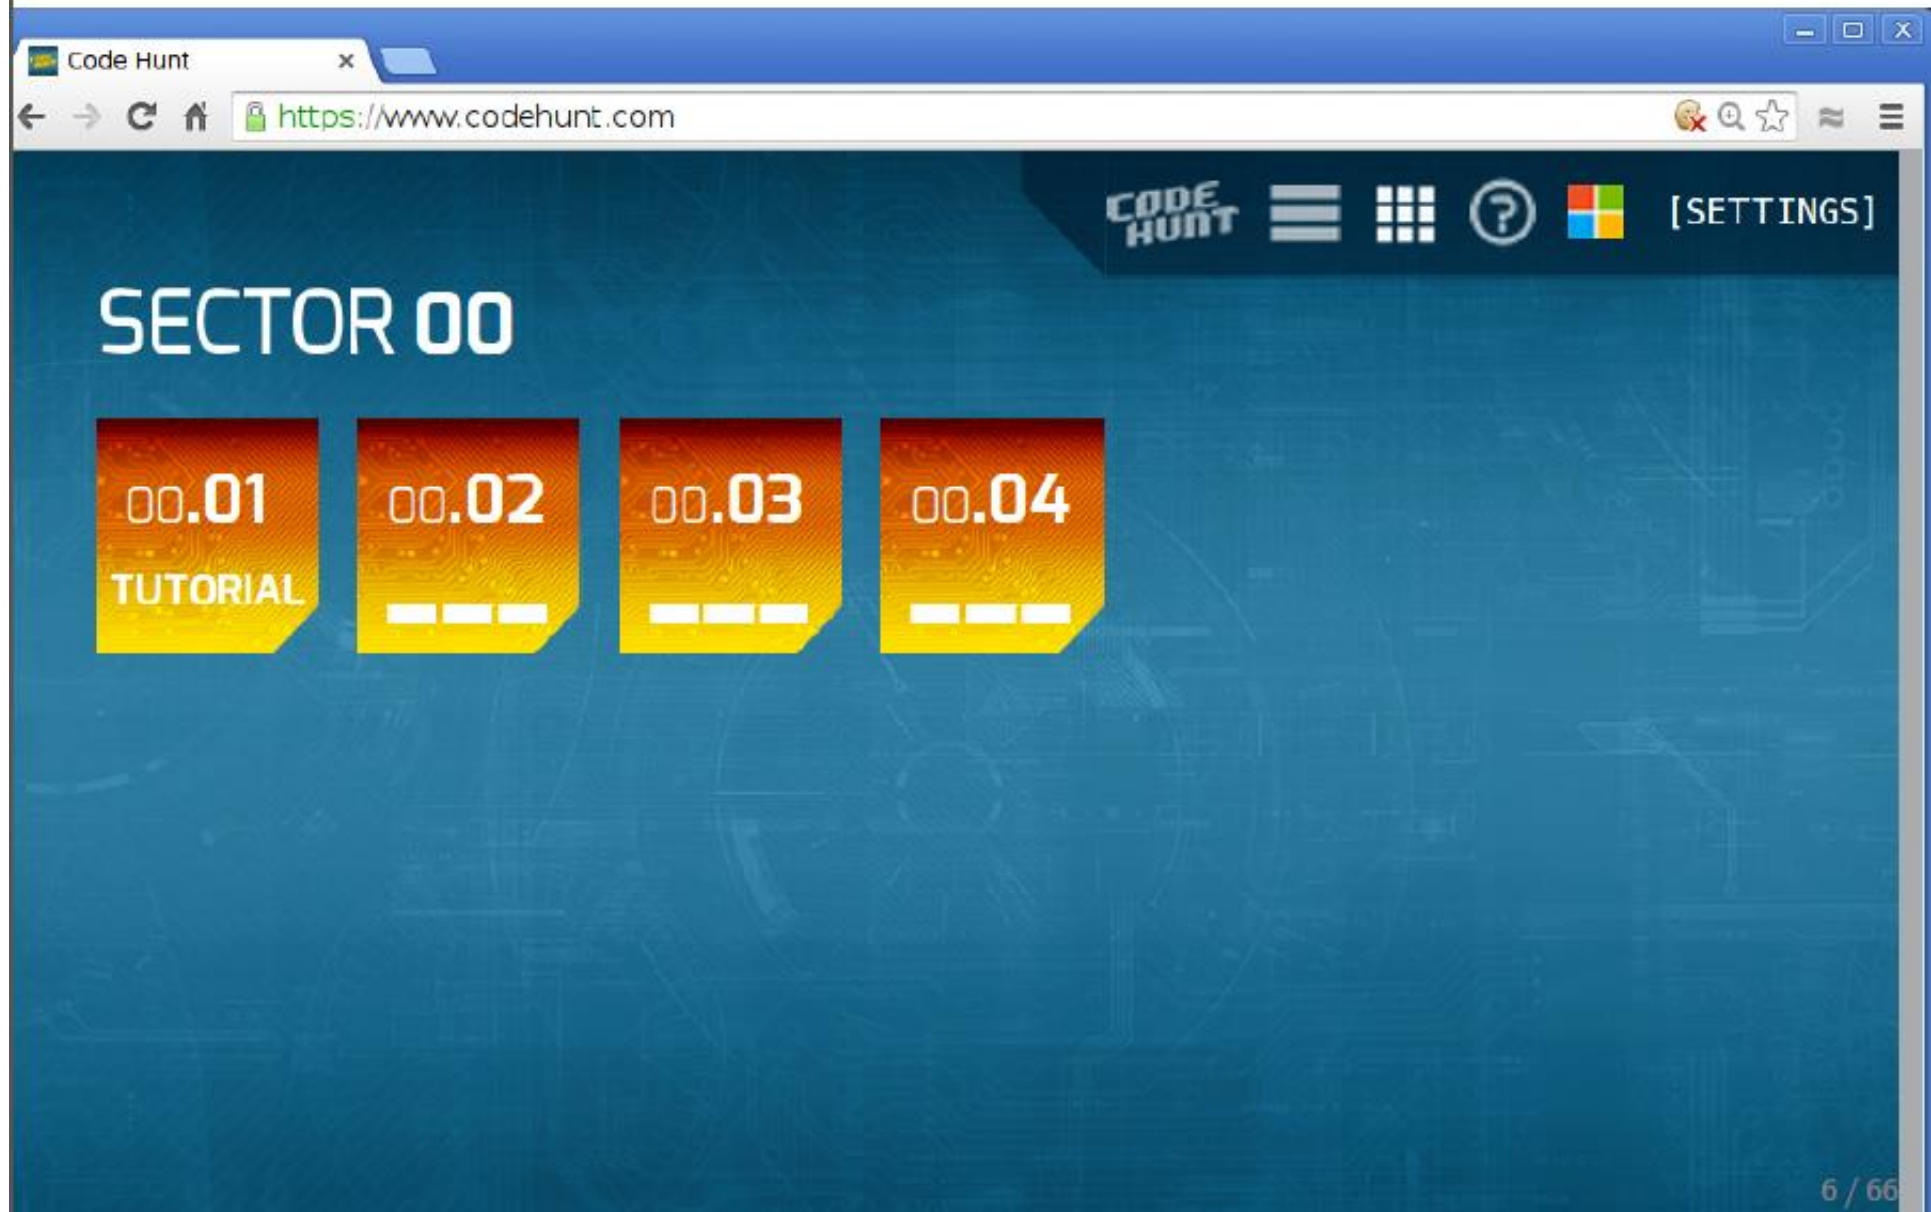 Code Hunt
https://www.codehunt.com
CODE HUNT
[SETTINGS]
SECTOR 00
00.01
TUTORIAL
00.02
00.03
00.04
6 / 66